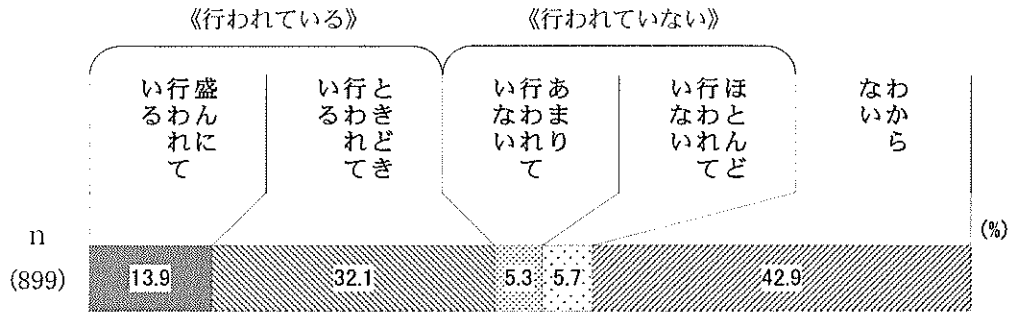 《行われている》
《行われていない》
盛んに
行われて
いる
ときどき
行われて
いる
あまり
行われて
いない
ほとんど
行われて
いない
わから
ない
n
(%)
(899)
13.9
32.1
5.3
5.7
42.9